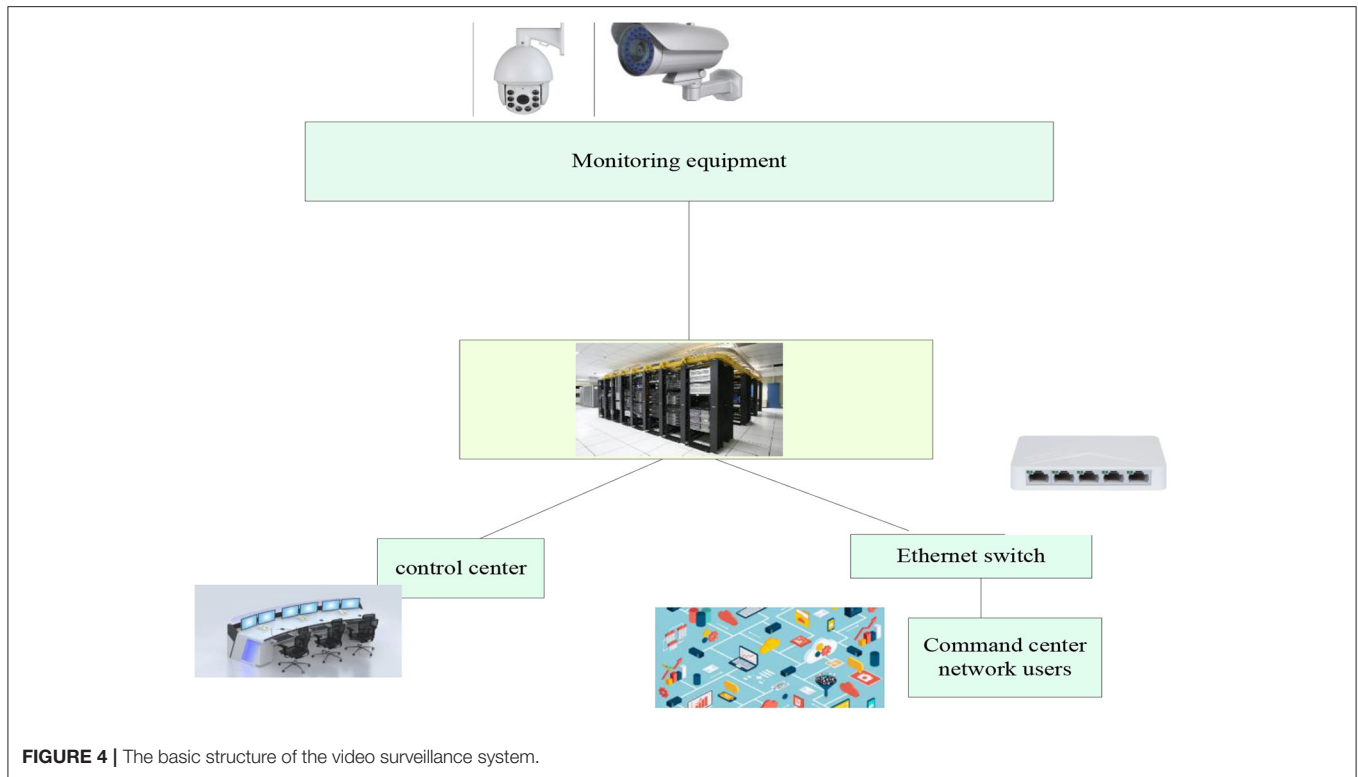 Monitoring equipment
control center
Ethernet switch
Command center
network users
FIGURE 4 | The basic structure of the video surveillance system.